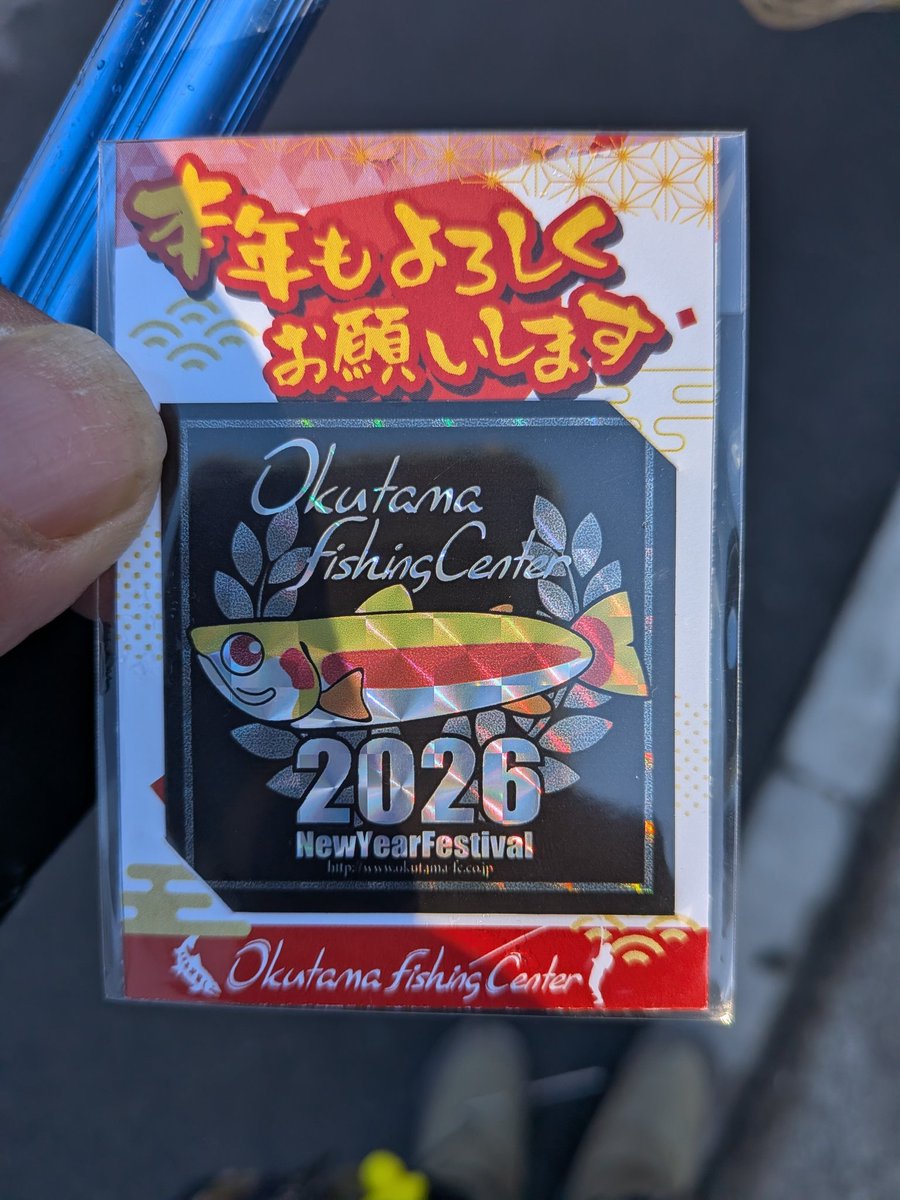 本年もよろしく
お願いします
Okutama
fishing Center
2026
NewYearFestival
http://www.okutama-fc.co.jp
Okutama fishing Center